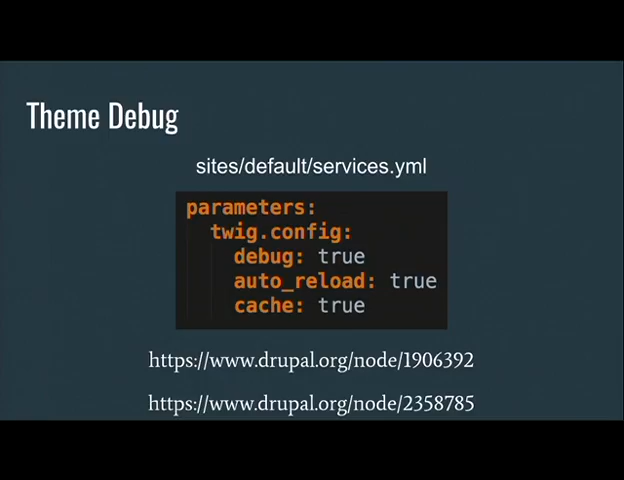 Theme Debug
sites/default/services.yml
parameters:
twig.config:
debug: true
auto_reload: true
cache: true
https://www.drupal.org/node/1906392
https://www.drupal.org/node/2358785